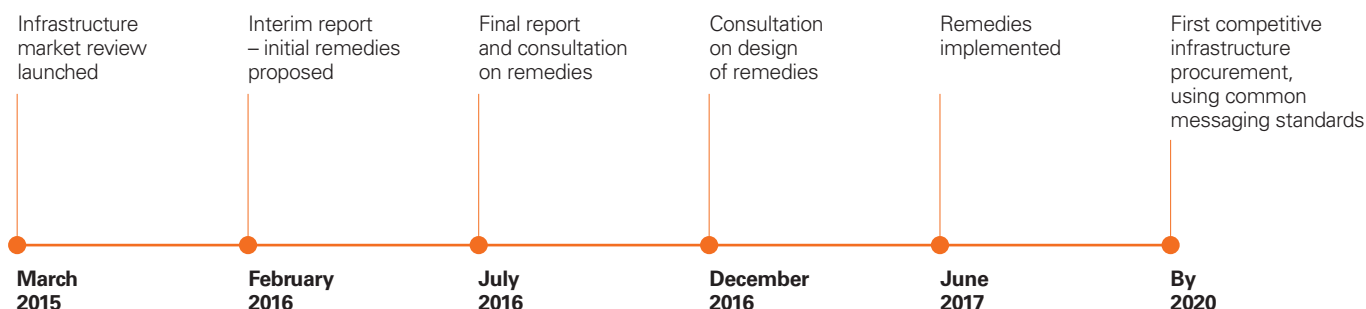 Infrastructure
market review
launched
Interim report
– initial remedies
proposed
Final report
and consultation
on remedies
Consultation
on design
of remedies
Remedies
implemented
First competitive
infrastructure
procurement,
using common
messaging standards
March
2015
February
2016
July
2016
December
2016
June
2017
By
2020